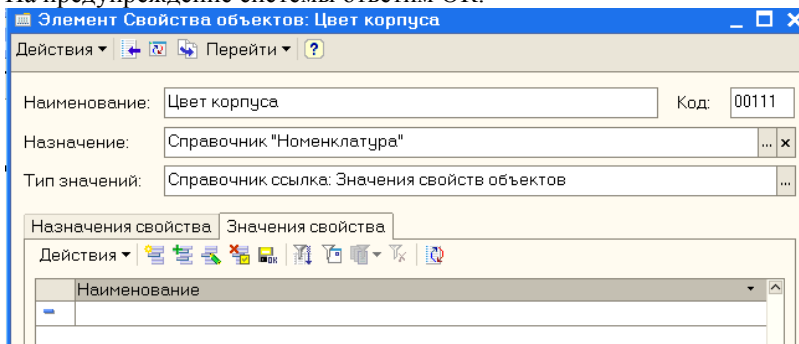 На предупреждение системы ответим ОК.
Элемент Свойства объектов: Цвет корпуса
Действия Перейти
Наименование: Цвет корпуса Код: 00111
Назначение: Справочник "Номенклатура" ... x
Тип значений: Справочник ссылка: Значения свойств объектов ...
Назначения свойства Значения свойства
Действия
Наименование